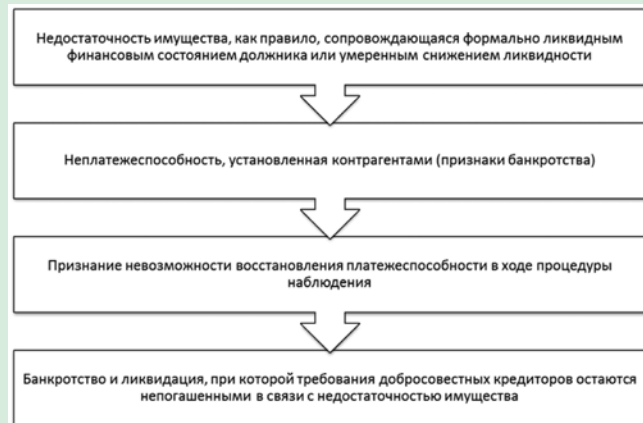 Недостаточность имущества, как правило, сопровождающаяся формально ликвидным
финансовым состоянием должника или умеренным снижением ликвидности
Неплатежеспособность, установленная контрагентами (признаки банкротства)
Признание невозможности восстановления платежеспособности в ходе процедуры
наблюдения
Банкротство и ликвидация, при которой требования добросовестных кредиторов остаются
непогашенными в связи с недостаточностью имущества